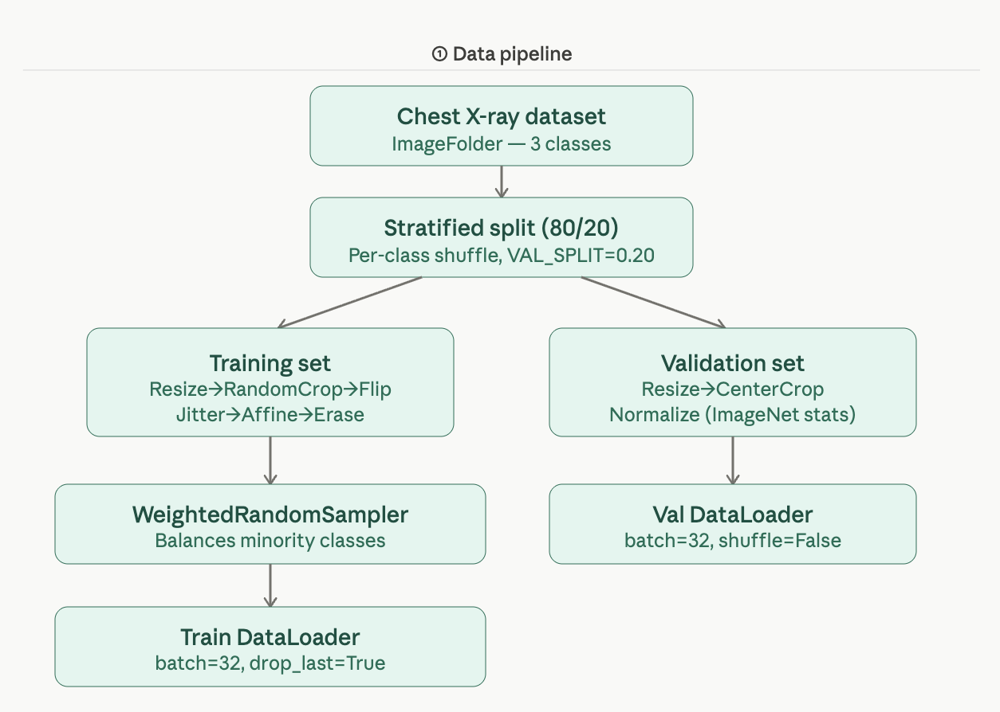 ① Data pipeline
Chest X-ray dataset
ImageFolder — 3 classes
Stratified split (80/20)
Per-class shuffle, VAL_SPLIT=0.20
Training set
Resize→RandomCrop→Flip
Jitter→Affine→Erase
Validation set
Resize→CenterCrop
Normalize (ImageNet stats)
WeightedRandomSampler
Balances minority classes
Val DataLoader
batch=32, shuffle=False
Train DataLoader
batch=32, drop_last=True